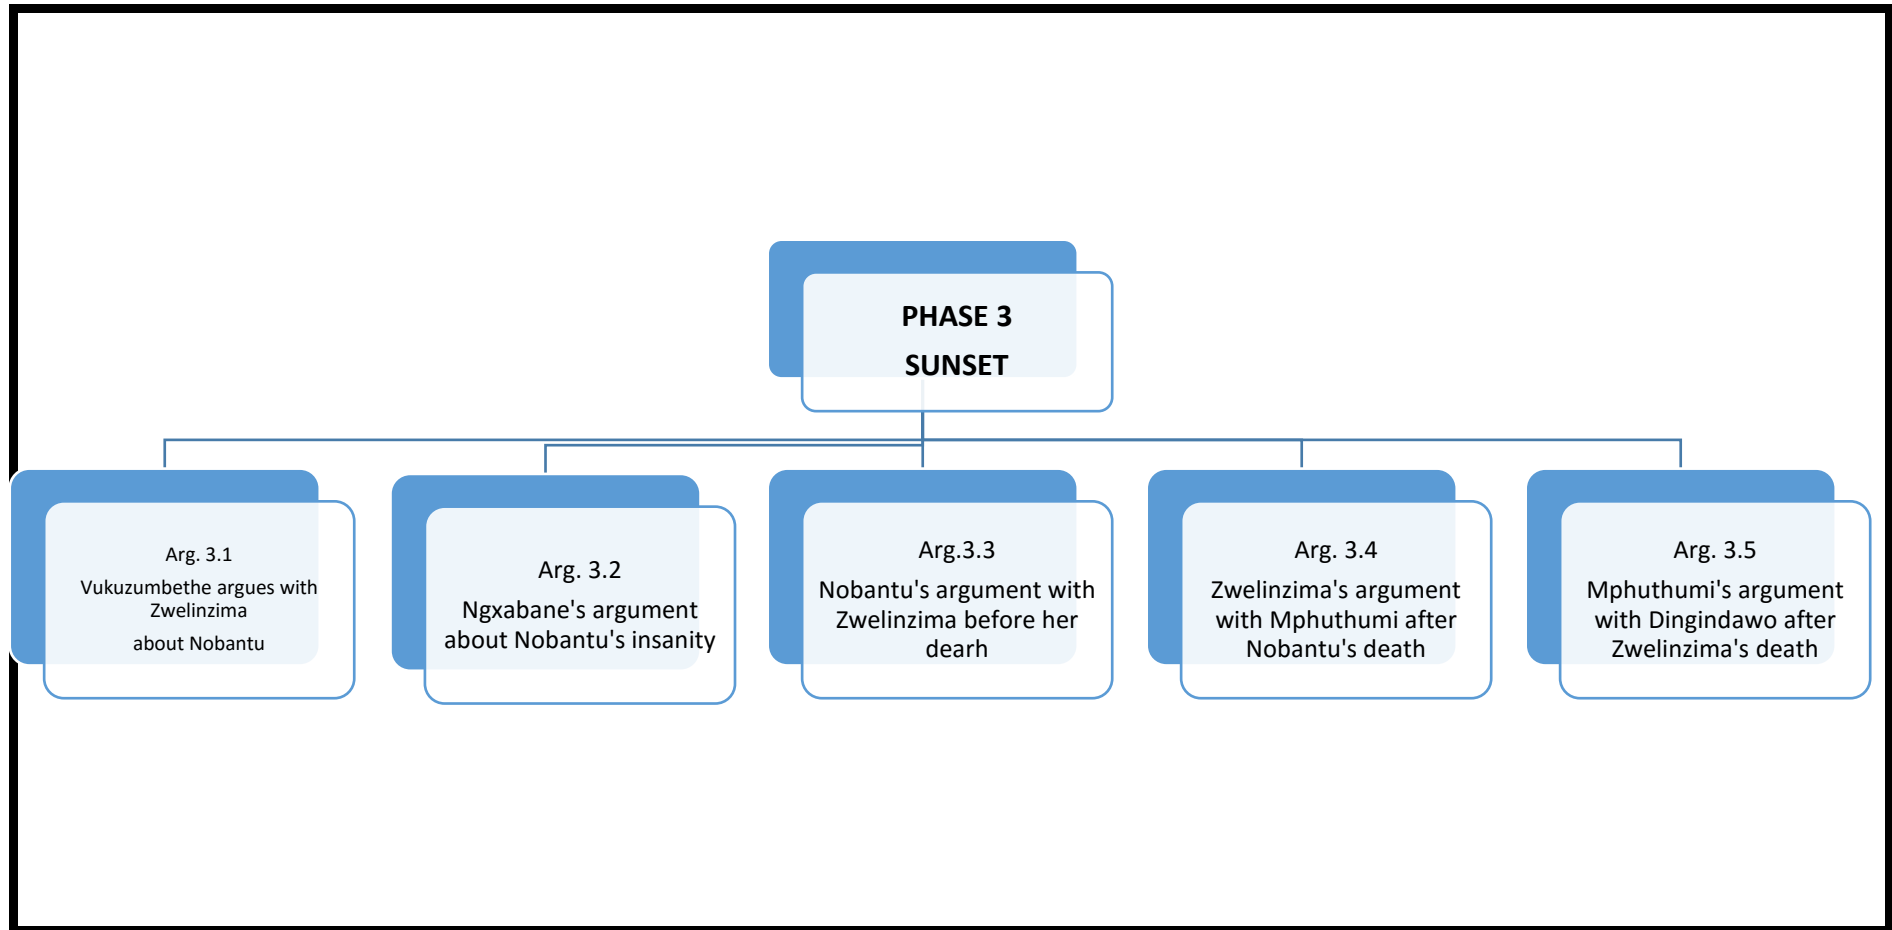 PHASE 3
SUNSET
Arg. 3.1
Vukuzumbethe argues with
Zwelinzima
about Nobantu
Arg. 3.2
Ngxabane's argument
about Nobantu's insanity
Arg.3.3
Nobantu's argument with
Zwelinzima before her
dearh
Arg. 3.4
Zwelinzima's argument
with Mphuthumi after
Nobantu's death
Arg. 3.5
Mphuthumi's argument
with Dingindawo after
Zwelinzima's death